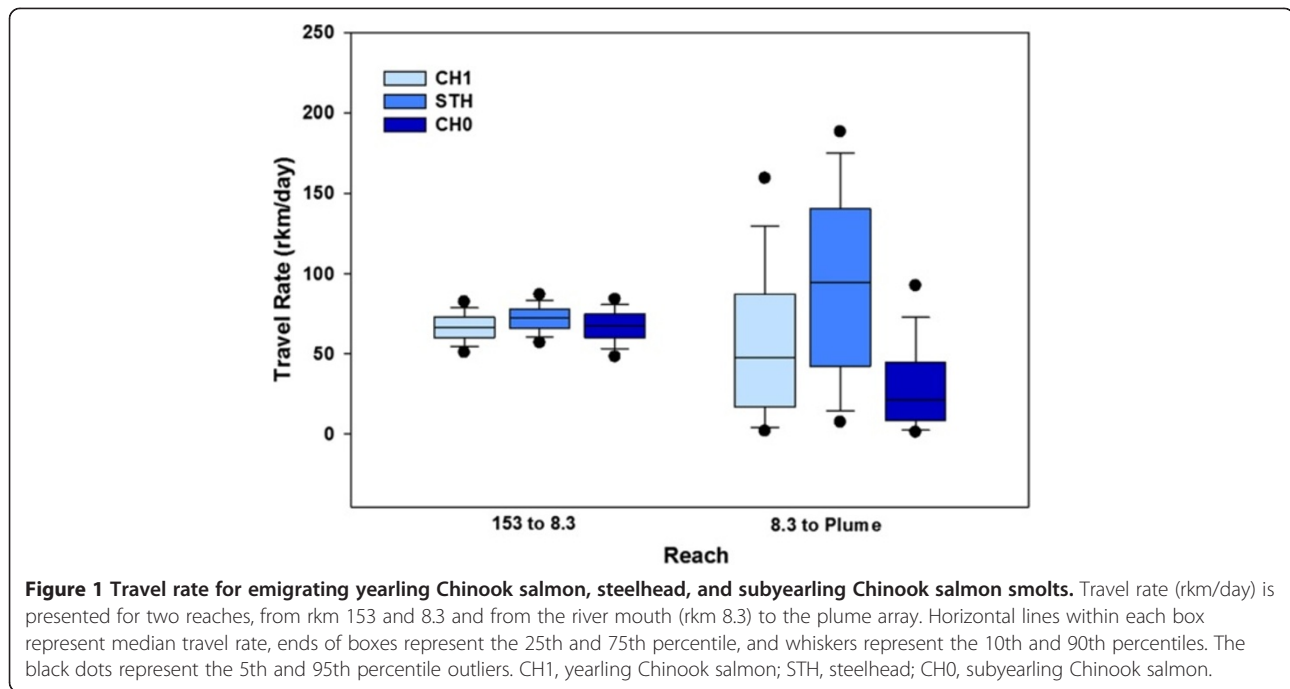 250
200
150
100
50
0
Travel Rate (rkm/day)
CH1
STH
CH0
153 to 8.3
8.3 to Plume
Reach
Figure 1 Travel rate for emigrating yearling Chinook salmon, steelhead, and subyearling Chinook salmon smolts. Travel rate (rkm/day) is
presented for two reaches, from rkm 153 and 8.3 and from the river mouth (rkm 8.3) to the plume array. Horizontal lines within each box
represent median travel rate, ends of boxes represent the 25th and 75th percentile, and whiskers represent the 10th and 90th percentiles. The
black dots represent the 5th and 95th percentile outliers. CH1, yearling Chinook salmon; STH, steelhead; CH0, subyearling Chinook salmon.